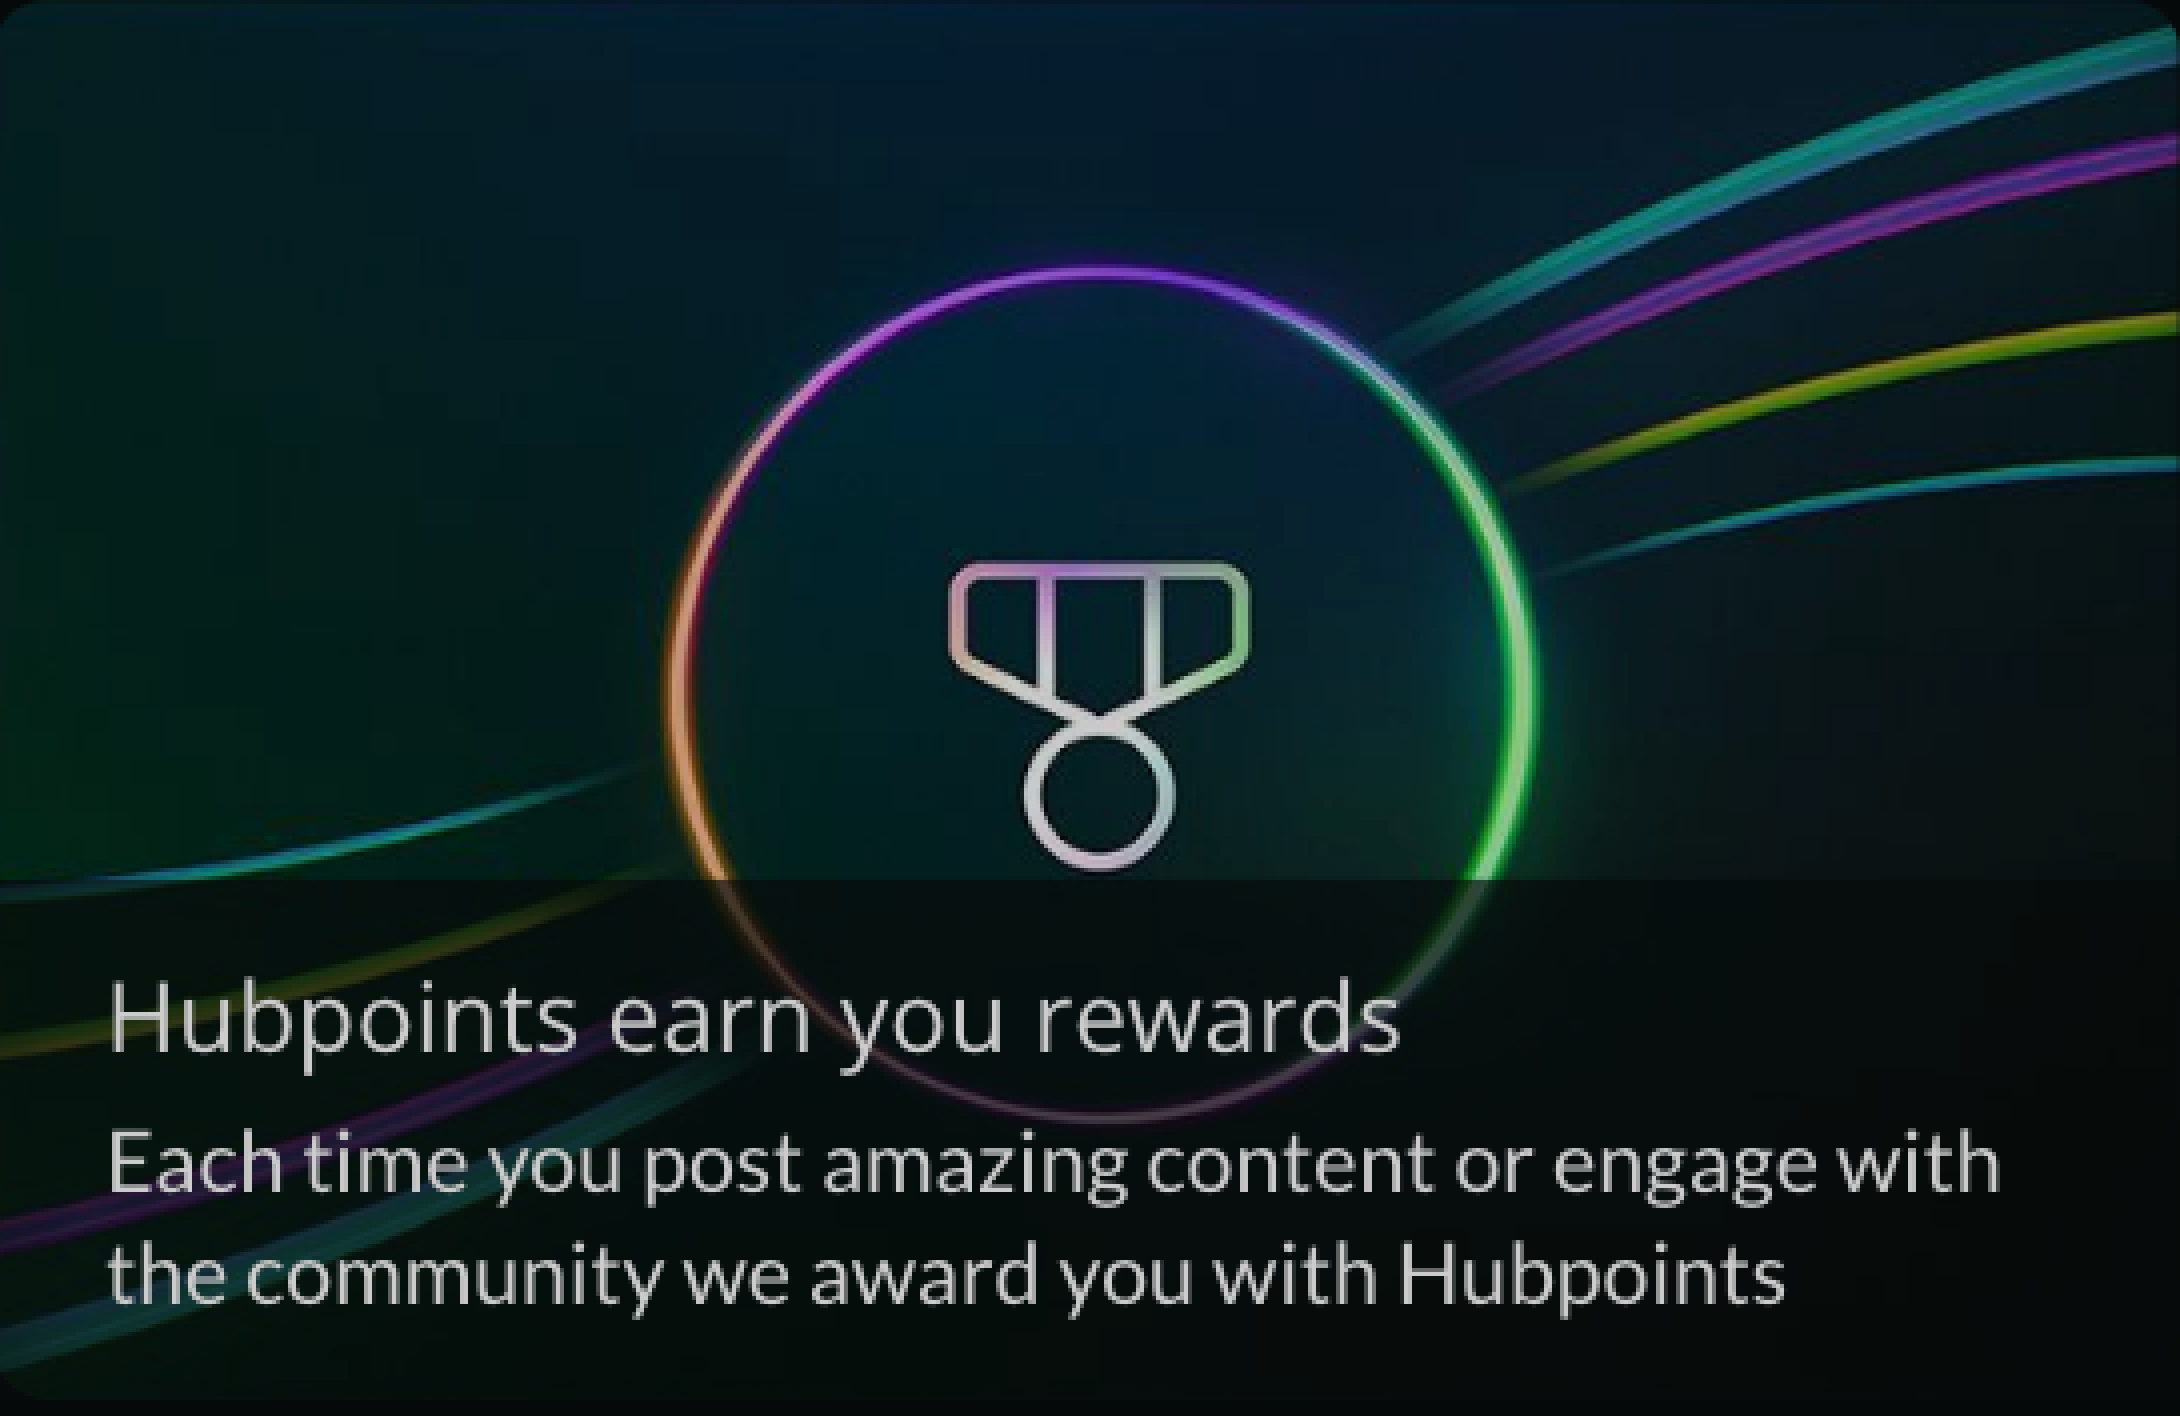 Hubpoints earn you rewards
Each time you post amazing content or engage with
the community we award you with Hubpoints